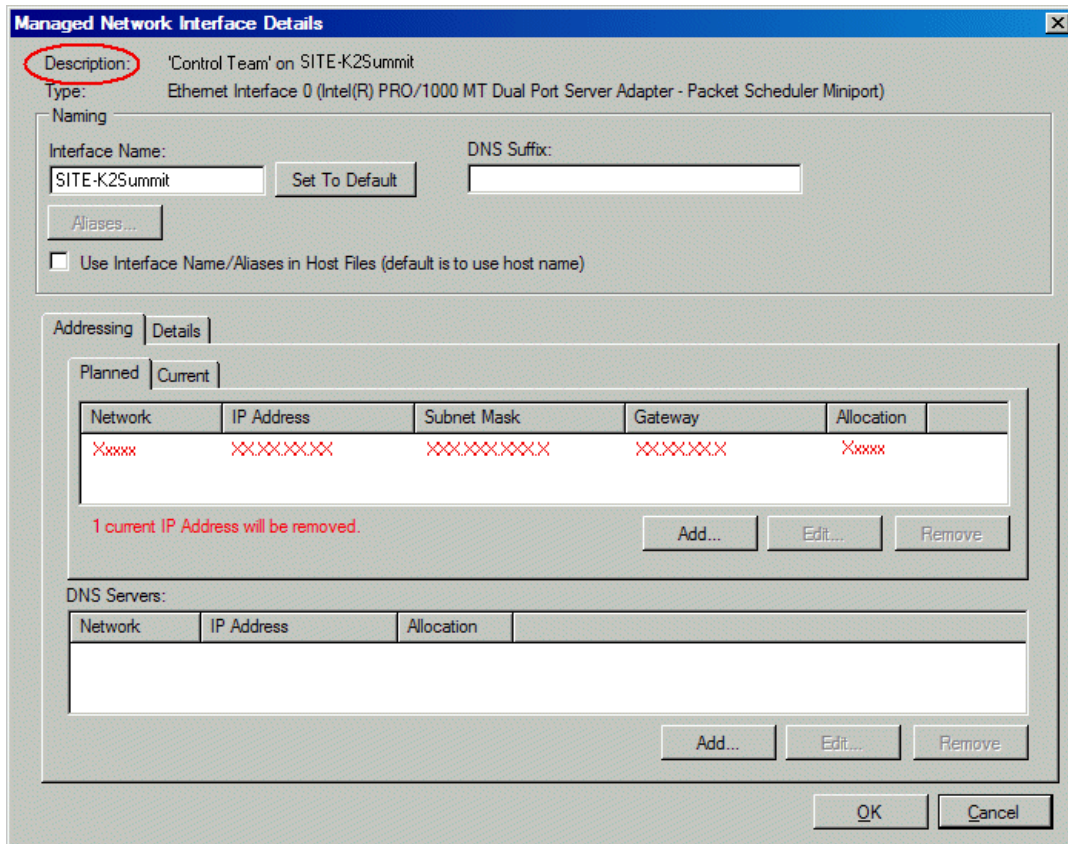 Managed Network Interface Details
Description: 'Control Team' on SITE-K2Summit
Type: Ethernet Interface 0 (Intel(R) PRO/1000 MT Dual Port Server Adapter - Packet Scheduler Miniport)
Naming
Interface Name: DNS Suffix:
SITE-K2Summit Set To Default
Aliases...
Use Interface Name/Aliases in Host Files (default is to use host name)
Addressing Details
Planned Current
Network IP Address Subnet Mask Gateway Allocation
Xxxxx XX.XX.XX.XX XXX.XXX.XXX.X XX.XX.XX.X Xxxxx
1 current IP Address will be removed.
Add... Edit... Remove
DNS Servers:
Network IP Address Allocation
Add... Edit... Remove
OK Cancel